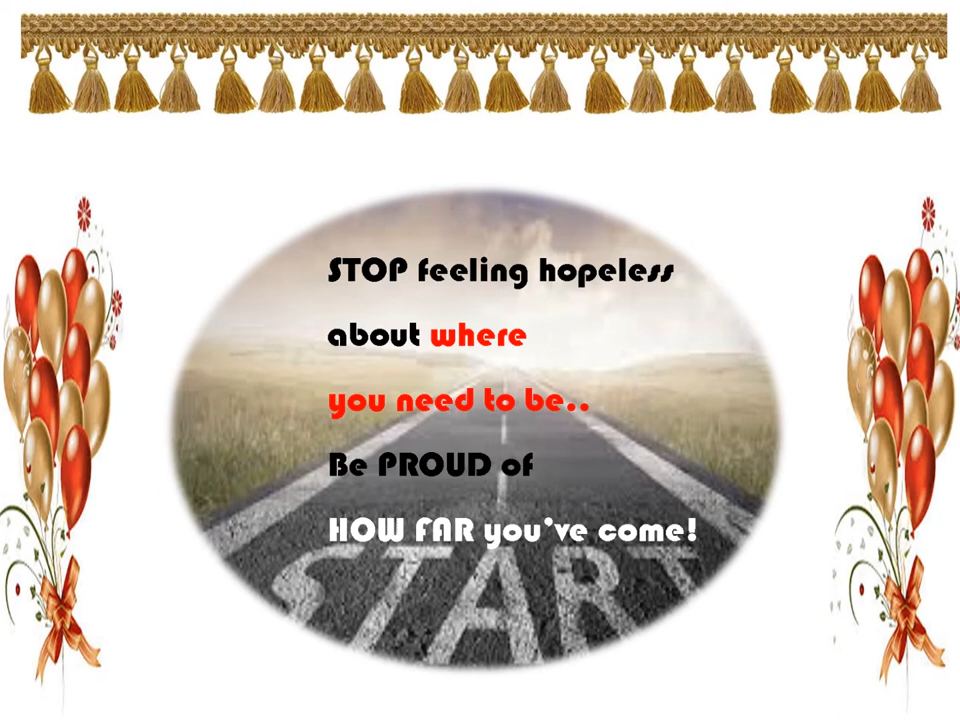 STOP feeling hopeless
about where
you need to be..
Be PROUD of
HOW FAR you've come!
START